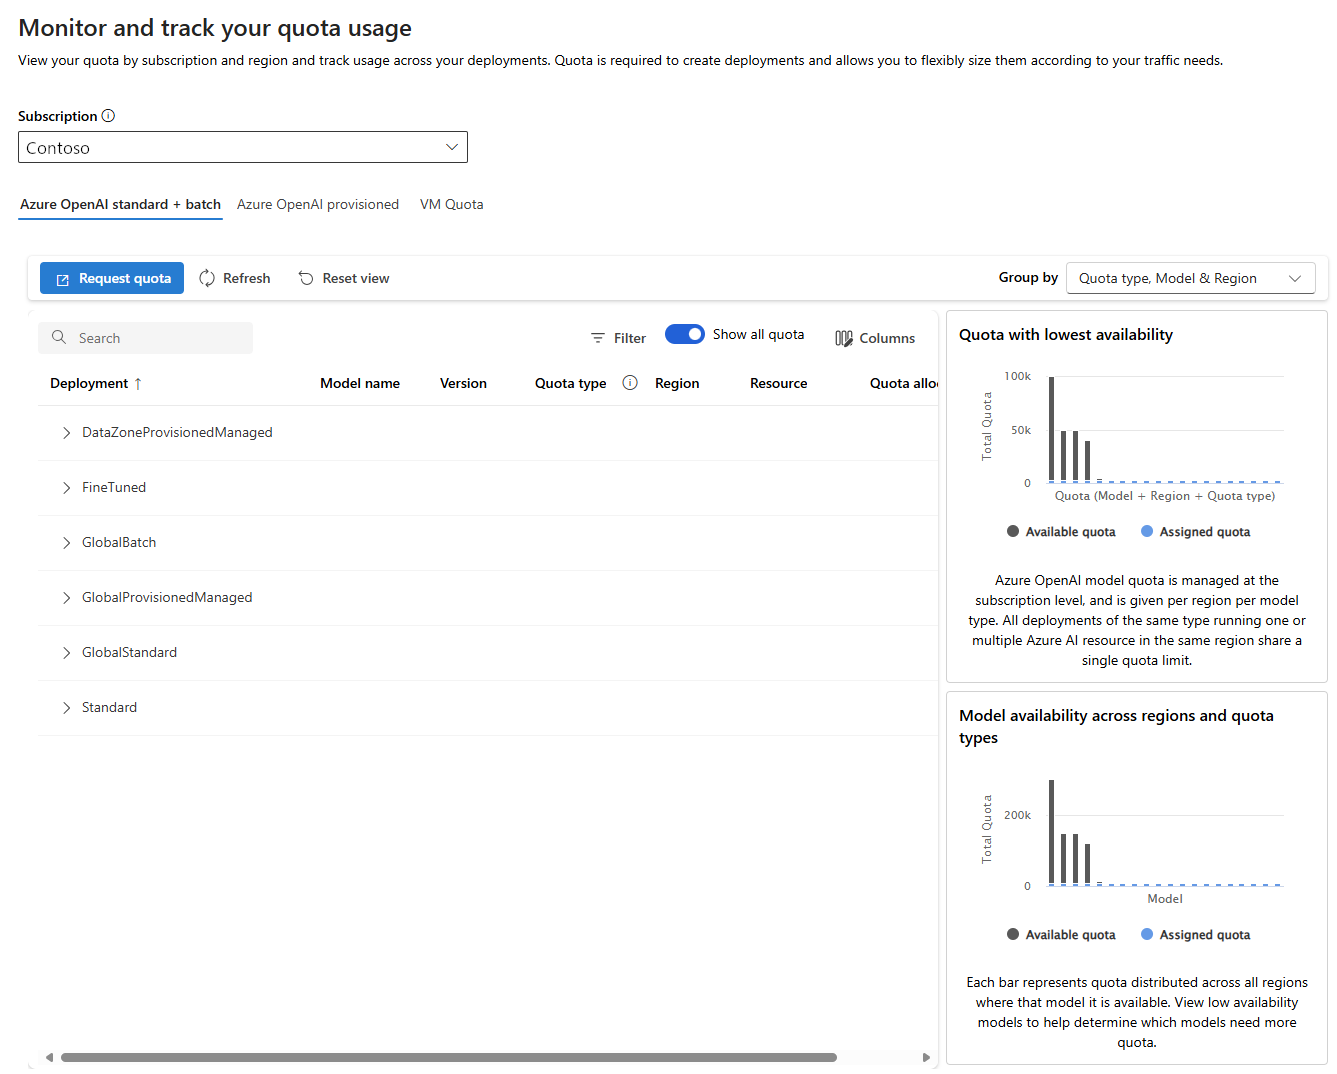 Monitor and track your quota usage
View your quota by subscription and region and track usage across your deployments. Quota is required to create deployments and allows you to flexibly size them according to your traffic needs.
Subscription
Contoso
Azure OpenAI standard + batch
Azure OpenAI provisioned
VM Quota
Request quota
Refresh
Reset view
Group by
Quota type, Model & Region
Search
Filter
Show all quota
Columns
Deployment ↑
Model name
Version
Quota type
Region
Resource
Quota allo
DataZoneProvisionedManaged
FineTuned
GlobalBatch
GlobalProvisionedManaged
GlobalStandard
Standard
Quota with lowest availability
100k
50k
0
Total Quota
Quota (Model + Region + Quota type)
Available quota
Assigned quota
Azure OpenAI model quota is managed at the
subscription level, and is given per region per model
type. All deployments of the same type running one or
multiple Azure AI resource in the same region share a
single quota limit.
Model availability across regions and quota
types
200k
0
Total Quota
Model
Available quota
Assigned quota
Each bar represents quota distributed across all regions
where that model it is available. View low availability
models to help determine which models need more
quota.